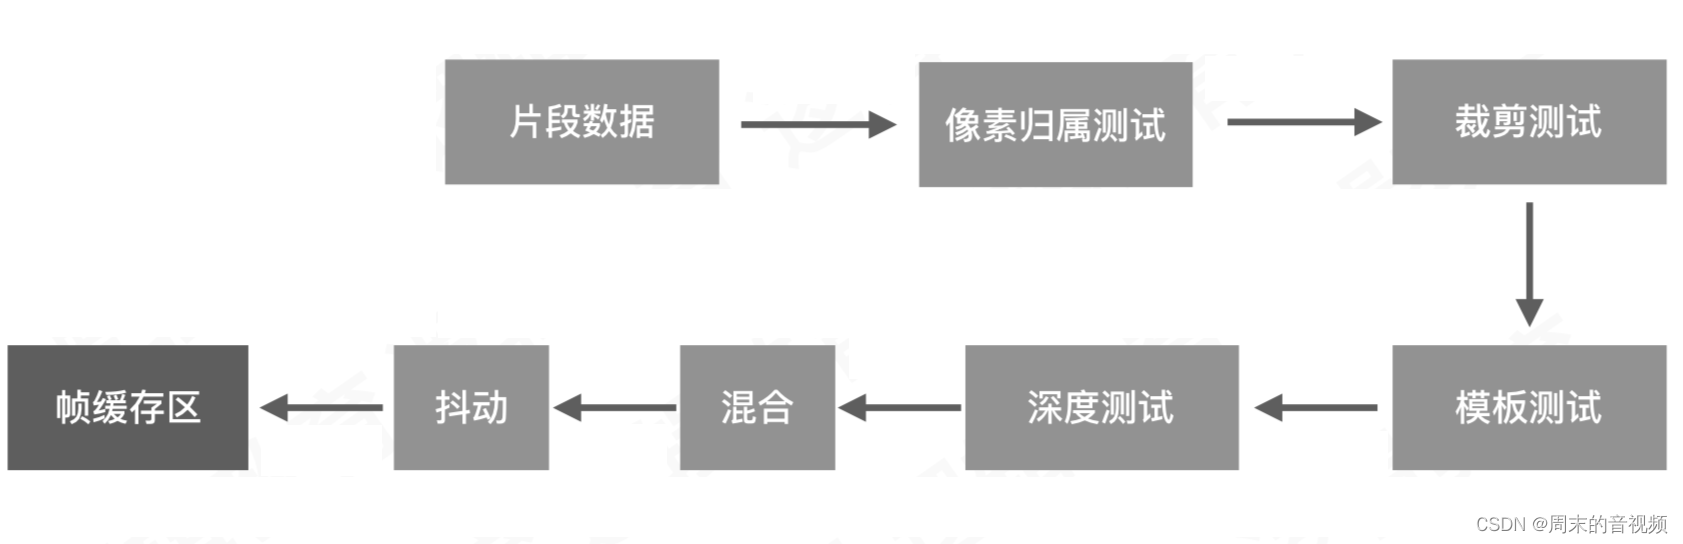 片段数据
像素归属测试
裁剪测试
帧缓存区
抖动
混合
深度测试
模板测试
CSDN @周末的音视频